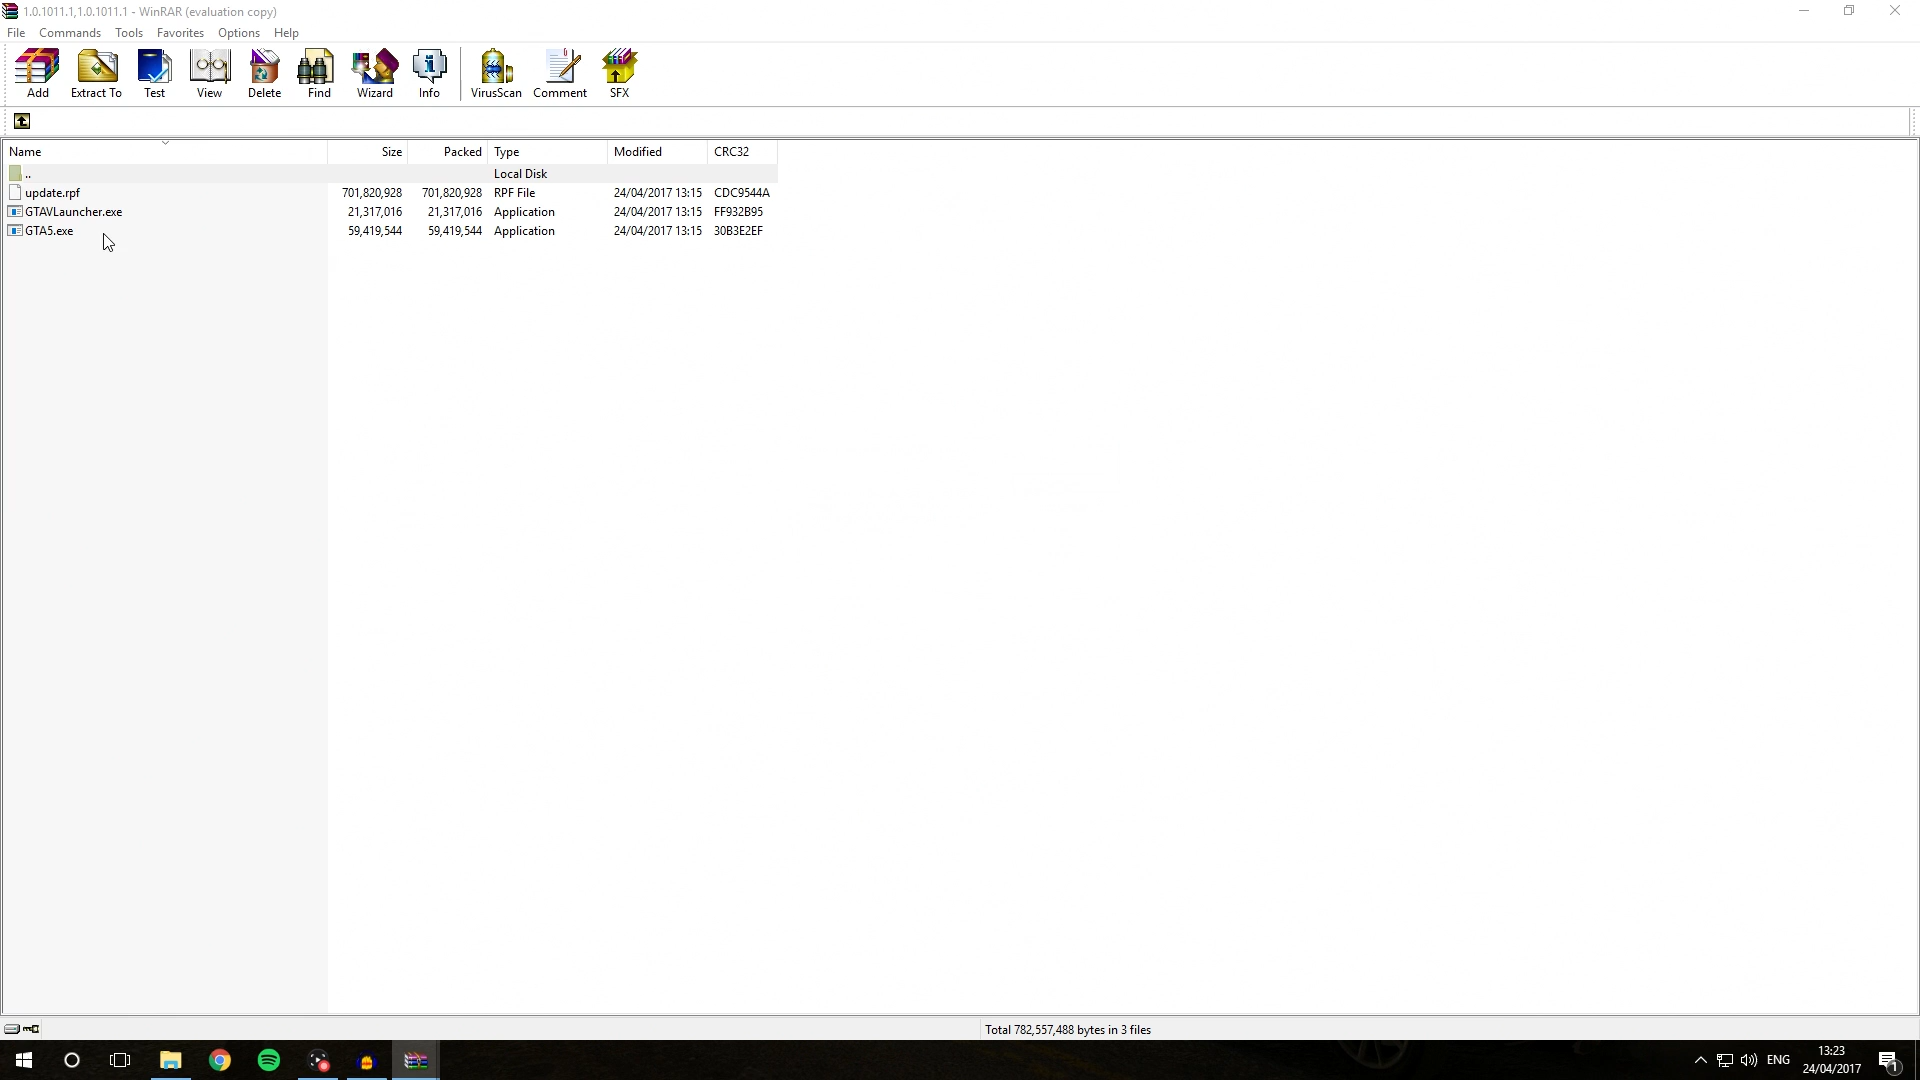 1.0.1011.1,1.0.1011.1 - WinRAR (evaluation copy)
File Commands Tools Favorites Options Help
Add Extract To Test View Delete Find Wizard Info VirusScan Comment SFX
Name Size Packed Type Modified CRC32
.. Local Disk
update.rpf 701,820,928 701,820,928 RPF File 24/04/2017 13:15 CDC9544A
GTAVLauncher.exe 21,317,016 21,317,016 Application 24/04/2017 13:15 FF932B95
GTA5.exe 59,419,544 59,419,544 Application 24/04/2017 13:15 30B3E2EF
Total 782,557,488 bytes in 3 files
ENG
13:23
24/04/2017
1